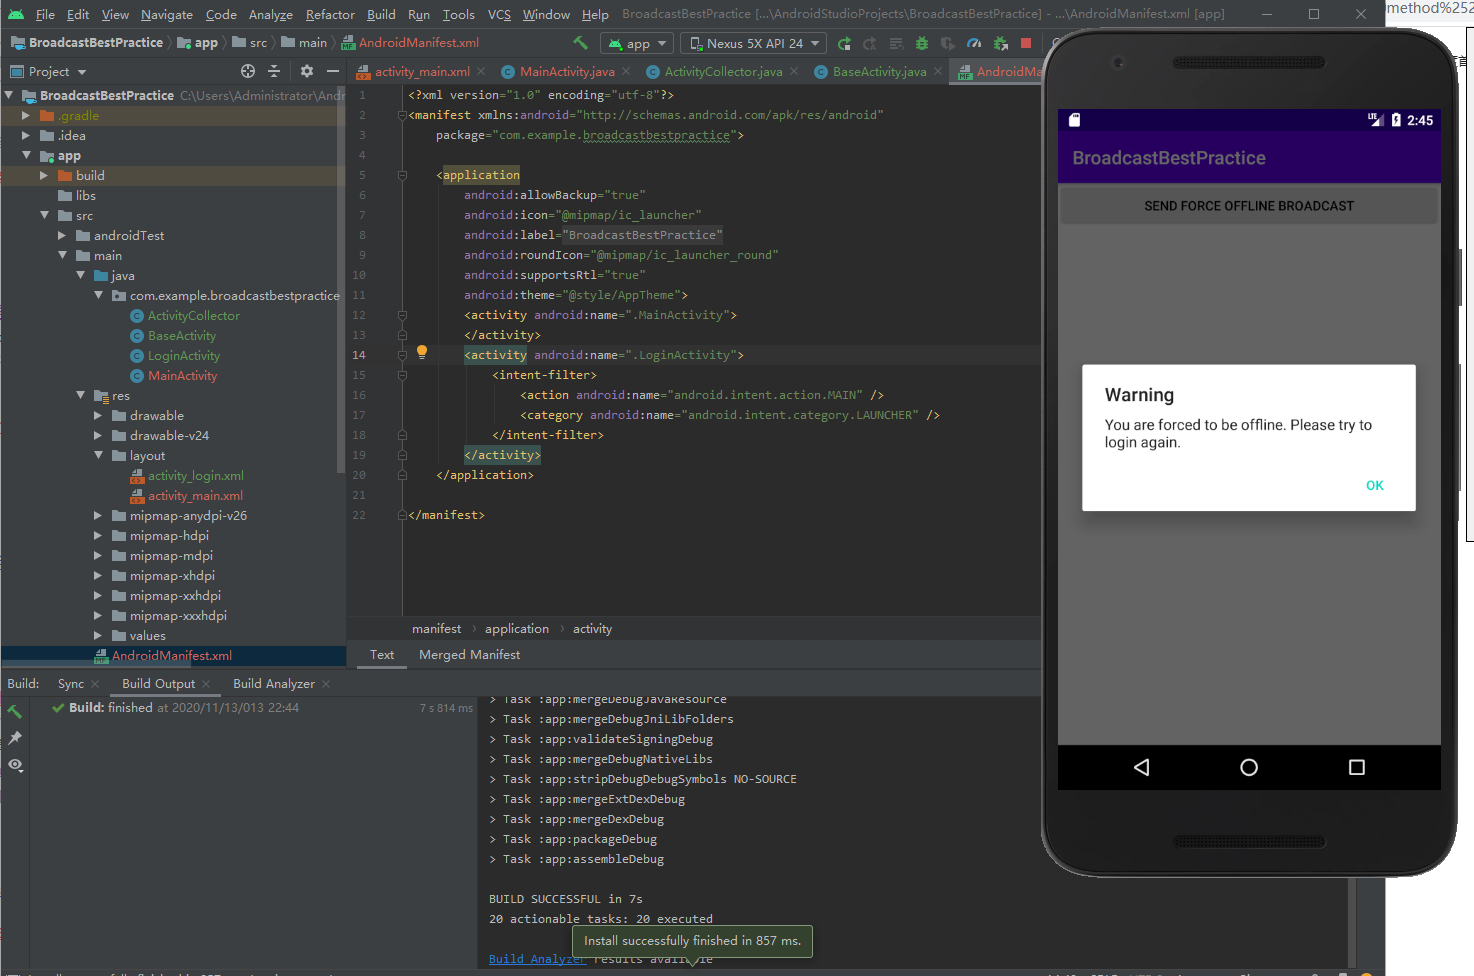 File Edit View Navigate Code Analyze Refactor Build Run Tools VCS Window Help BroadcastBestPractice [...\AndroidStudioProjects\BroadcastBestPractice] - ...\AndroidManifest.xml [app]
method%252
BroadcastBestPractice app src main AndroidManifest.xml
app Nexus 5X API 24
Project
activity_main.xml MainActivity.java ActivityCollector.java BaseActivity.java AndroidMa
BroadcastBestPractice C:\Users\Administrator\Andr
.gradle
.idea
app
build
libs
src
androidTest
main
java
com.example.broadcastbestpractice
ActivityCollector
BaseActivity
LoginActivity
MainActivity
res
drawable
drawable-v24
layout
activity_login.xml
activity_main.xml
mipmap-anydpi-v26
mipmap-hdpi
mipmap-mdpi
mipmap-xhdpi
mipmap-xxhdpi
mipmap-xxxhdpi
values
AndroidManifest.xml
1 <?xml version="1.0" encoding="utf-8"?>
2 <manifest xmlns:android="http://schemas.android.com/apk/res/android"
3 package="com.example.broadcastbestpractice">
4
5 <application
6 android:allowBackup="true"
7 android:icon="@mipmap/ic_launcher"
8 android:label="BroadcastBestPractice"
9 android:roundIcon="@mipmap/ic_launcher_round"
10 android:supportsRtl="true"
11 android:theme="@style/AppTheme">
12 <activity android:name=".MainActivity">
13 </activity>
14 <activity android:name=".LoginActivity">
15 <intent-filter>
16 <action android:name="android.intent.action.MAIN" />
17 <category android:name="android.intent.category.LAUNCHER" />
18 </intent-filter>
19 </activity>
20 </application>
21
22 </manifest>
manifest application activity
Text Merged Manifest
LTE 2:45
BroadcastBestPractice
SEND FORCE OFFLINE BROADCAST
Warning
You are forced to be offline. Please try to
login again.
OK
Build: Sync Build Output Build Analyzer
Build: finished at 2020/11/13/013 22:44 7 s 814 ms
> Task :app:mergeDebugJavaResource
> Task :app:mergeDebugJniLibFolders
> Task :app:validateSigningDebug
> Task :app:mergeDebugNativeLibs
> Task :app:stripDebugDebugSymbols NO-SOURCE
> Task :app:mergeExtDexDebug
> Task :app:mergeDexDebug
> Task :app:packageDebug
> Task :app:assembleDebug
BUILD SUCCESSFUL in 7s
20 actionable tasks: 20 executed
Install successfully finished in 857 ms.
Build Analyzer results available